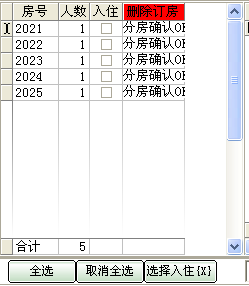 房号 人数 入住 删除订房
2021 1 分房确认OK
2022 1 分房确认OK
2023 1 分房确认OK
2024 1 分房确认OK
2025 1 分房确认OK
合计 5
全选 取消全选 选择入住{X}